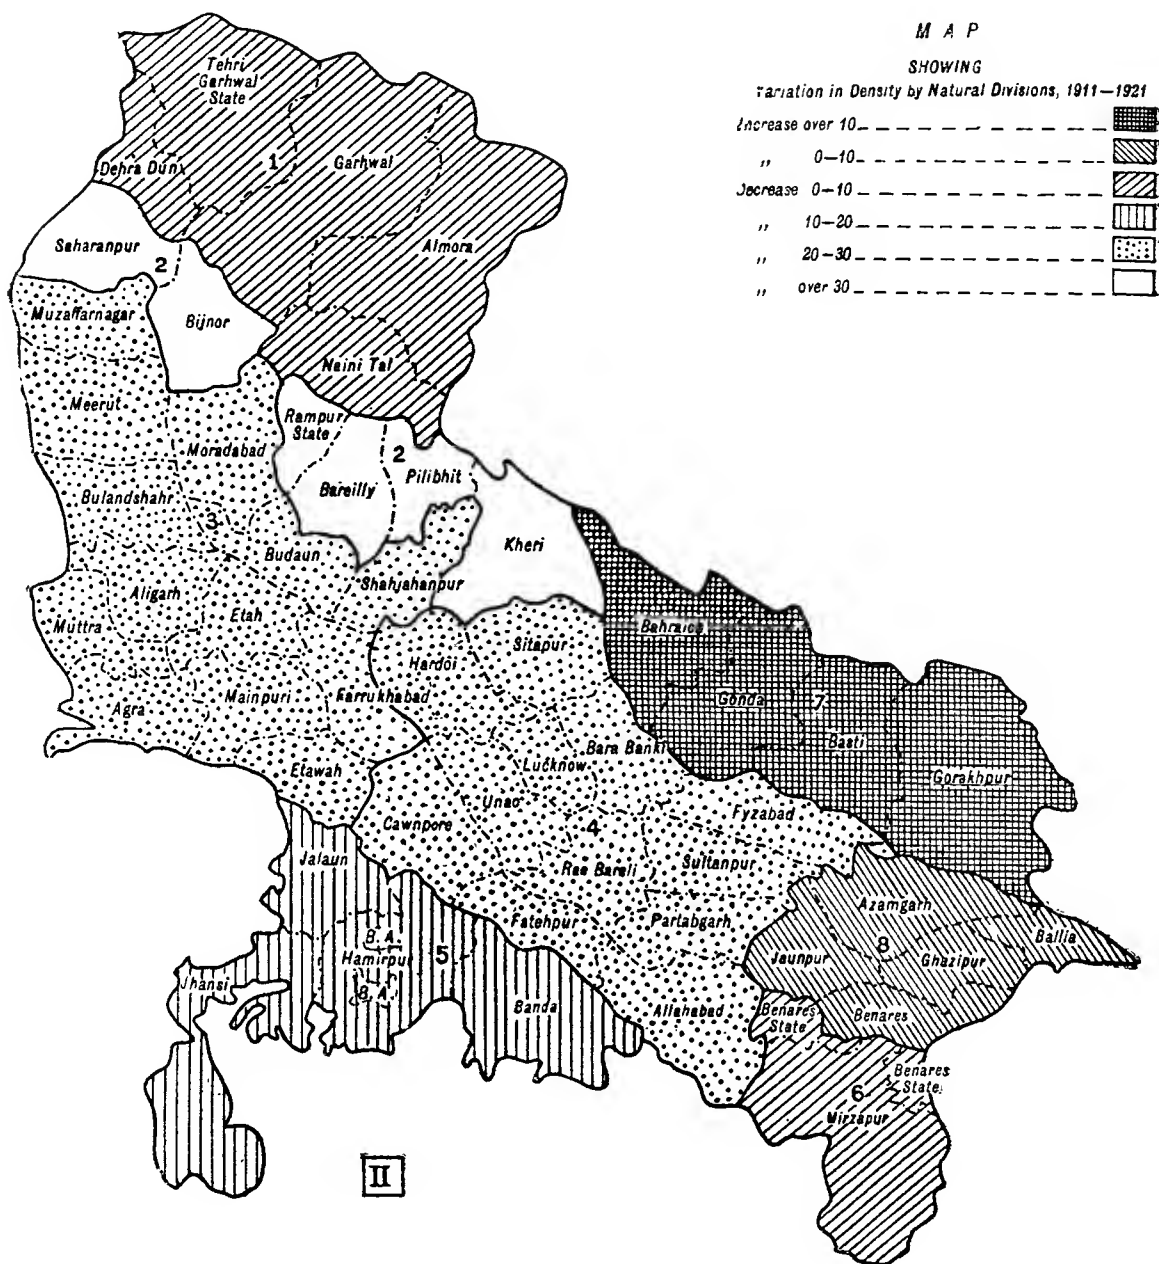 MAP
SHOWING
Variation in Density by Natural Divisions, 1911—1921
Increase over 10
,, 0—10
Decrease 0—10
,, 10—20
,, 20—30
,, over 30
Tehri
Garhwal
State
Dehra Dun
1
Garhwal
Almora
Saharanpur
2
Muzaffarnagar
Bijnor
Naini Tal
Meerut
Rampur
State
Moradabad
2
Pilibhit
Bareilly
Bulandshahr
3
Budaun
Kheri
Shahjahanpur
Aligarh
Etah
Muttra
Bahraich
Sitapur
Hardoi
Mainpuri
Farrukhabad
Agra
Gonda
7
Basti
Bara Banki
Lucknow
Etawah
Gorakhpur
Unao
Cawnpore
4
Fyzabad
Jalaun
Rae Bareli
Sultanpur
Azamgarh
Fatehpur
Partabgarh
Ballia
B.A.
Hamirpur
5
8
Jaunpur
Ghazipur
Jhansi
B.A.
Banda
Allahabad
Benares
State
Benares
Benares
State
6
Mirzapur
II